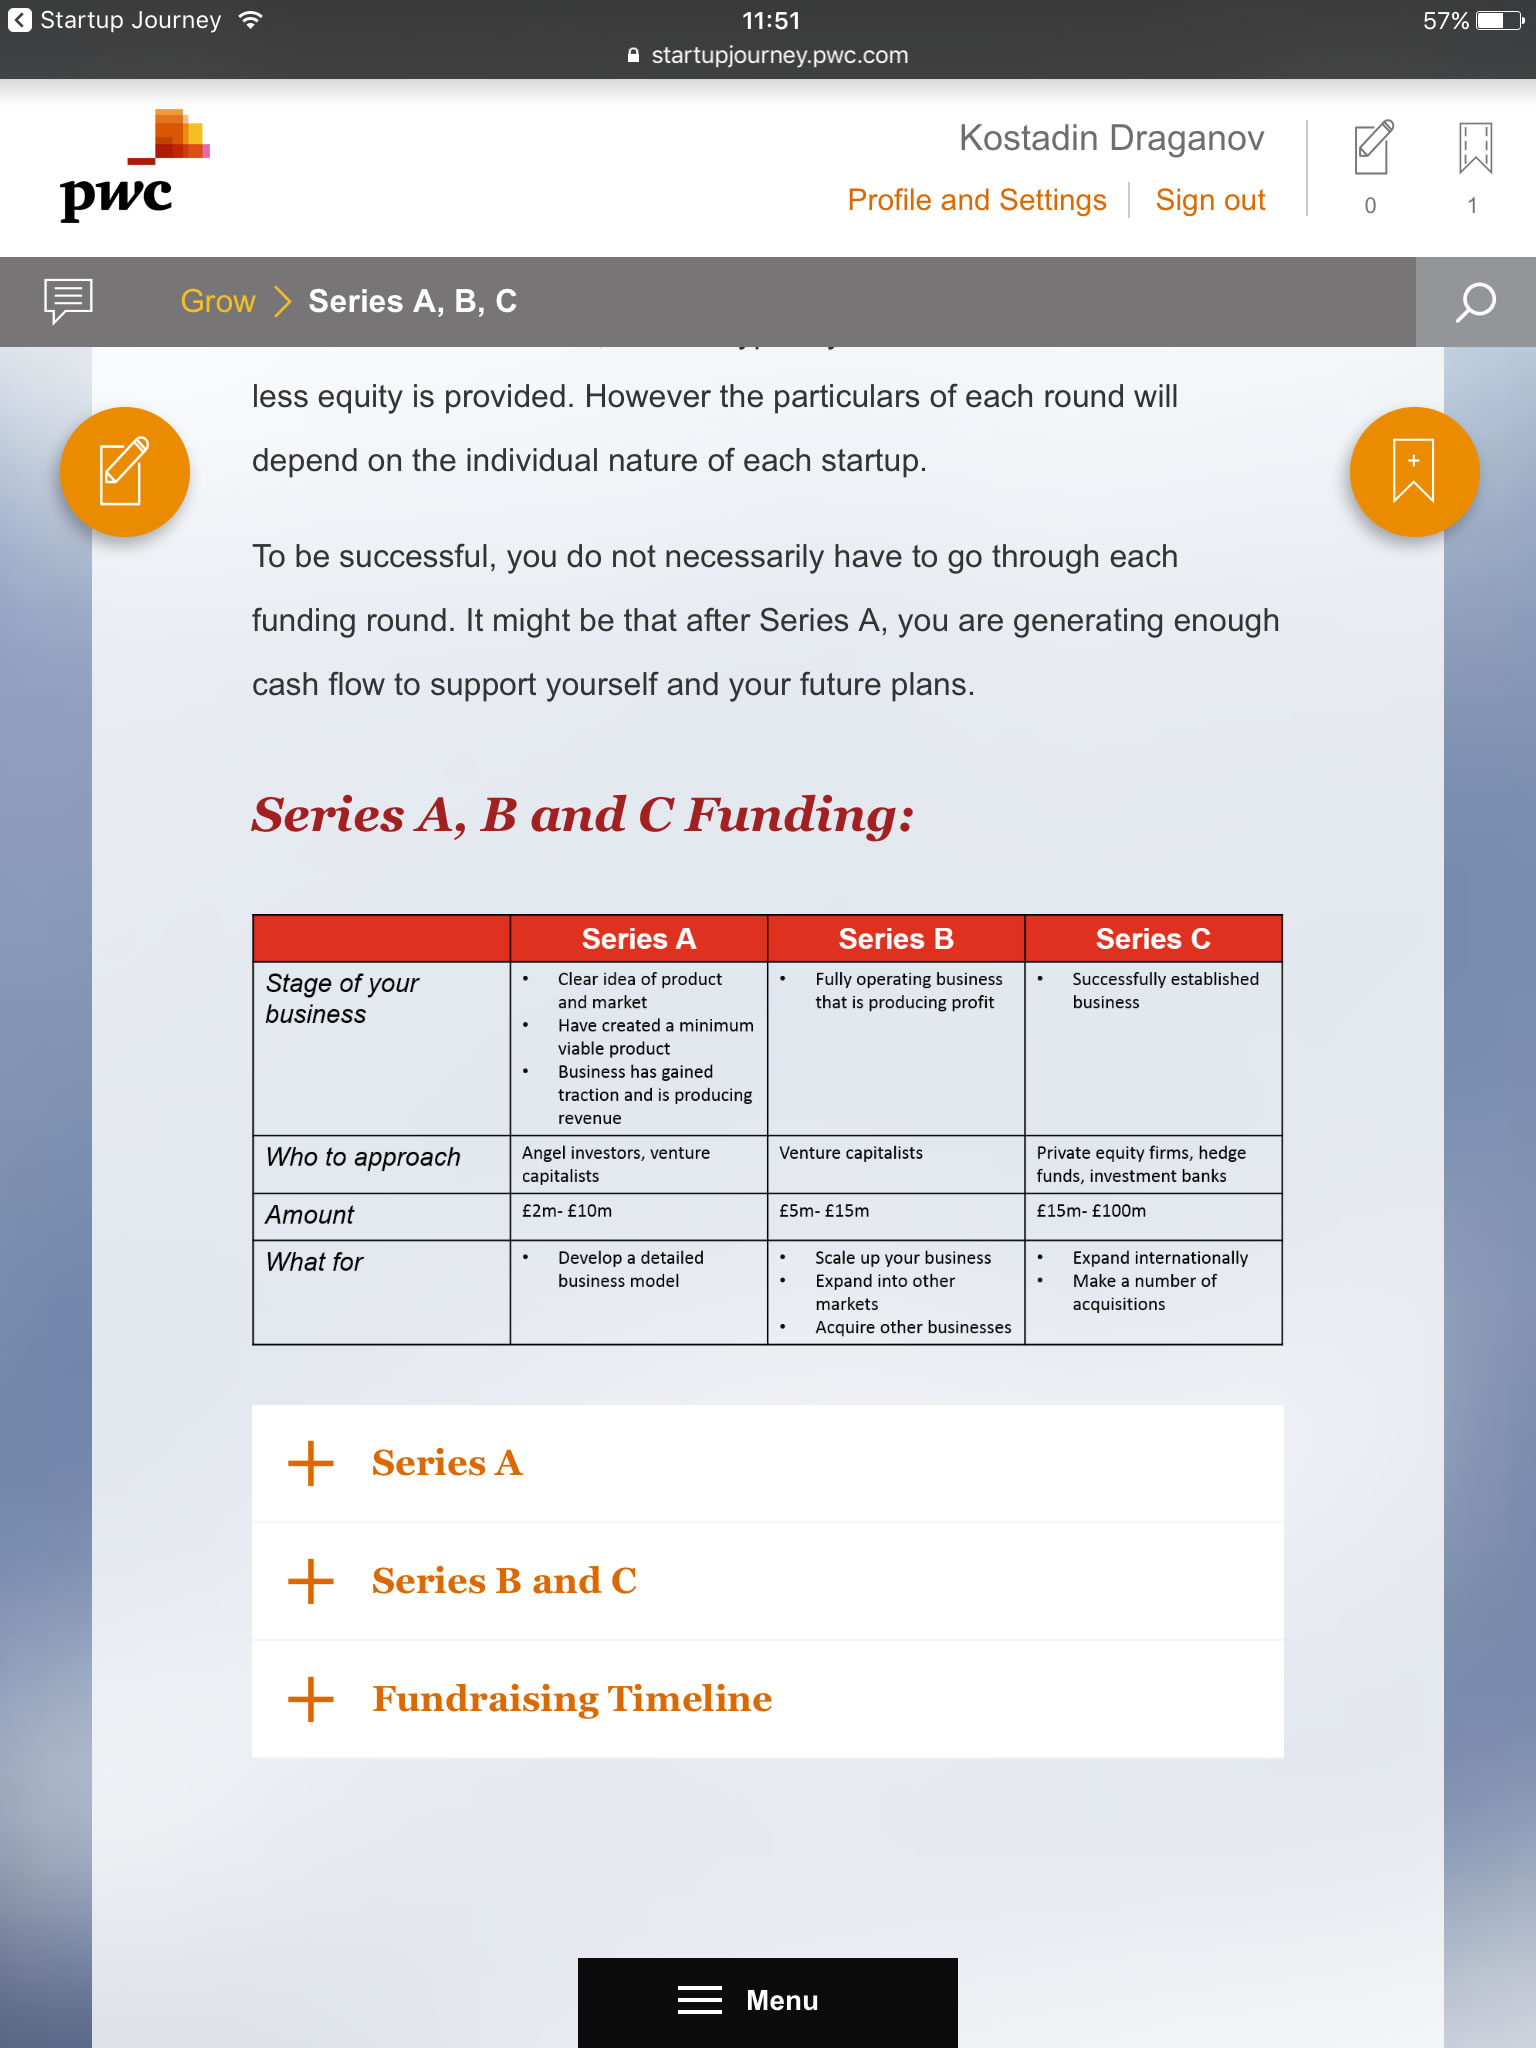 Startup Journey
11:51
57%
startupjourney.pwc.com
pwc
Kostadin Draganov
Profile and Settings
Sign out
0
1
Grow
Series A, B, C
less equity is provided. However the particulars of each round will
depend on the individual nature of each startup.
To be successful, you do not necessarily have to go through each
funding round. It might be that after Series A, you are generating enough
cash flow to support yourself and your future plans.
Series A, B and C Funding:
Series A
Series B
Series C
Stage of your
business
• Clear idea of product
and market
• Have created a minimum
viable product
• Business has gained
traction and is producing
revenue
• Fully operating business
that is producing profit
• Successfully established
business
Who to approach
Angel investors, venture
capitalists
Venture capitalists
Private equity firms, hedge
funds, investment banks
Amount
£2m- £10m
£5m- £15m
£15m- £100m
What for
• Develop a detailed
business model
• Scale up your business
• Expand into other
markets
• Acquire other businesses
• Expand internationally
• Make a number of
acquisitions
Series A
Series B and C
Fundraising Timeline
Menu